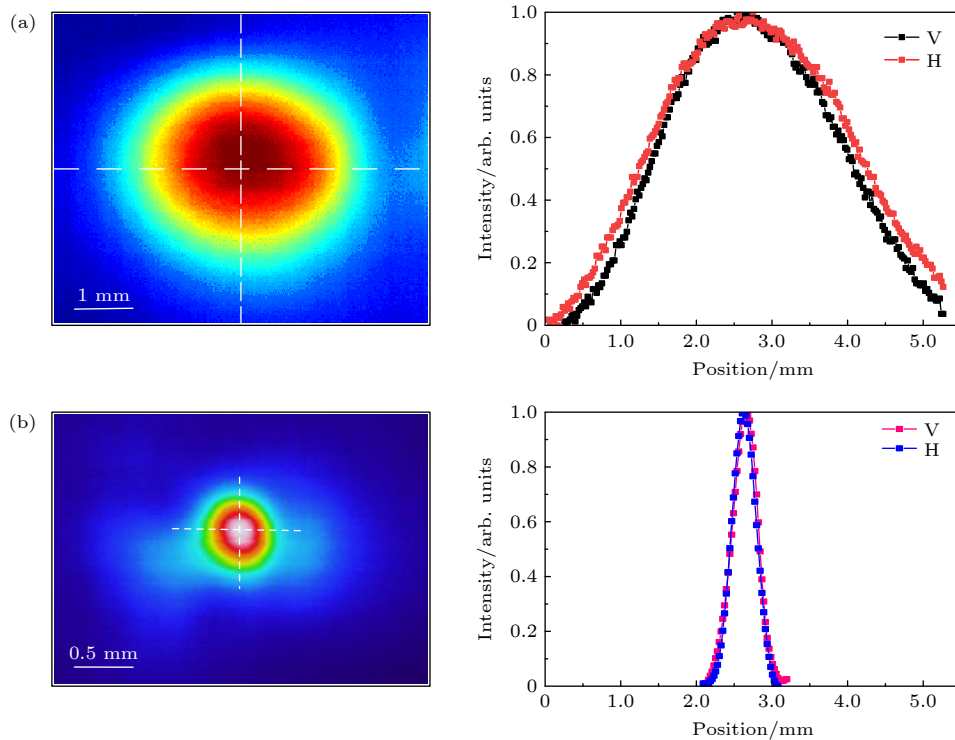 (a)
1 mm
1.0
0.8
0.6
0.4
0.2
0
Intensity/arb. units
V
H
0 1.0 2.0 3.0 4.0 5.0
Position/mm
(b)
0.5 mm
1.0
0.8
0.6
0.4
0.2
0
Intensity/arb. units
V
H
0 1.0 2.0 3.0 4.0 5.0
Position/mm